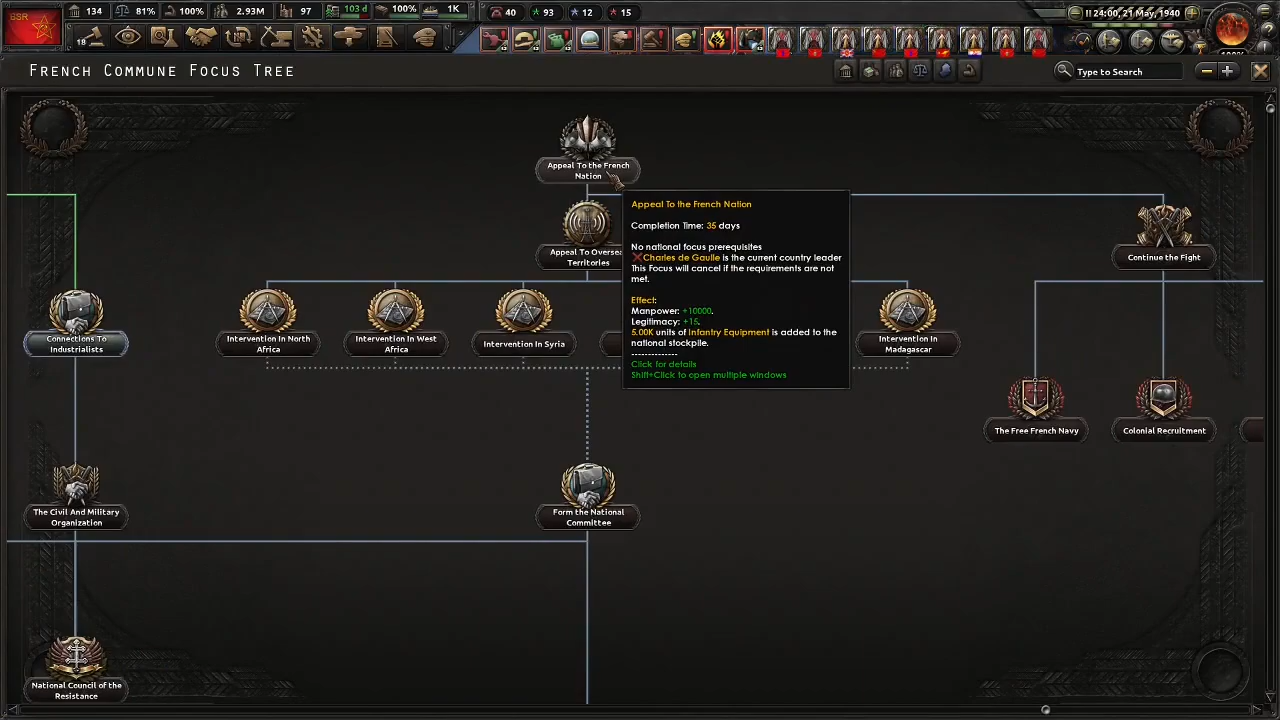 GSR
134
81%
100%
2.93M
97
103 d
100%
1K
40
93
12
15
24:00, 21 May, 1940
18
100%
French Commune Focus Tree
Type to Search
Appeal To the French
Nation
Appeal To the French Nation
Completion Time: 35 days
No national focus prerequisites
Charles de Gaulle is the current country leader
This Focus will cancel if the requirements are not
met.
Effect:
Manpower: +10000.
Legitimacy: +15.
5.00K units of Infantry Equipment is added to the
national stockpile.
--------------
Click for details
Shift+Click to open multiple windows
Appeal To Oversea
Territories
Continue the Fight
Connections To
Industrialists
Intervention In North
Africa
Intervention In West
Africa
Intervention In Syria
Intervention In
Madagascar
The Free French Navy
Colonial Recruitment
The Civil And Military
Organization
Form the National
Committee
National Council of the
Resistance